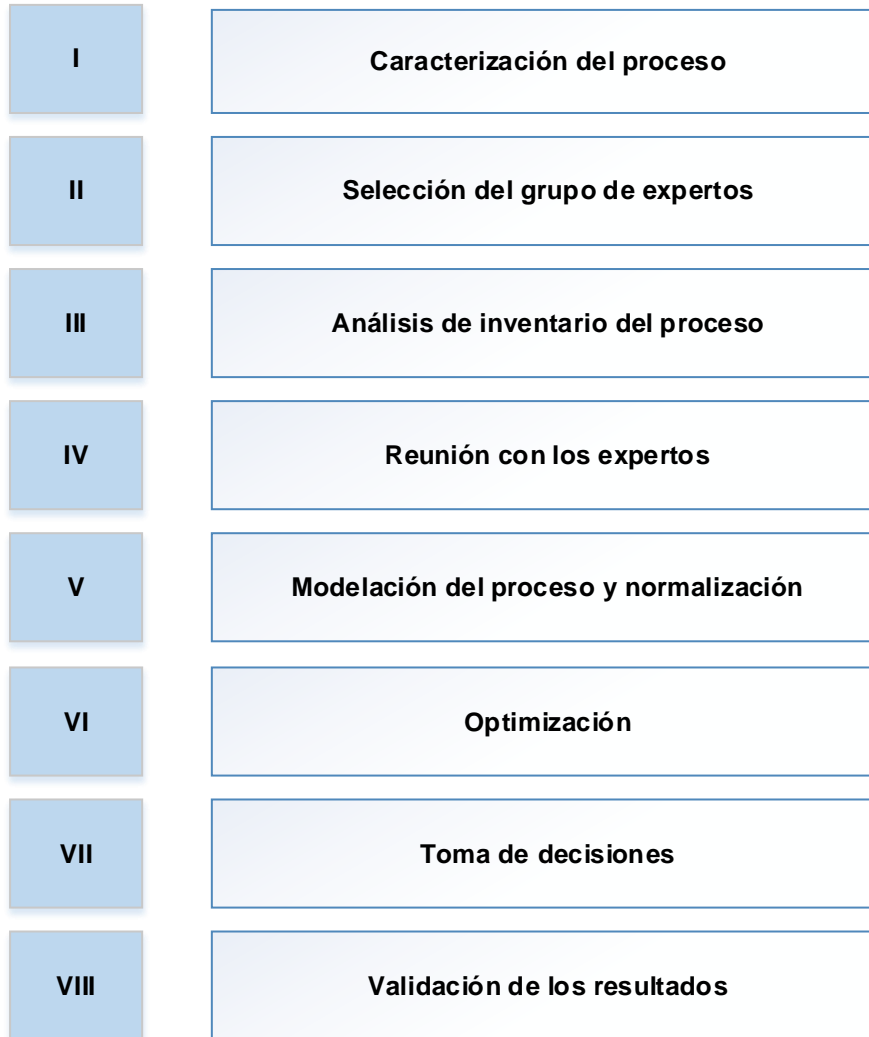 I Caracterización del proceso
II Selección del grupo de expertos
III Análisis de inventario del proceso
IV Reunión con los expertos
V Modelación del proceso y normalización
VI Optimización
VII Toma de decisiones
VIII Validación de los resultados